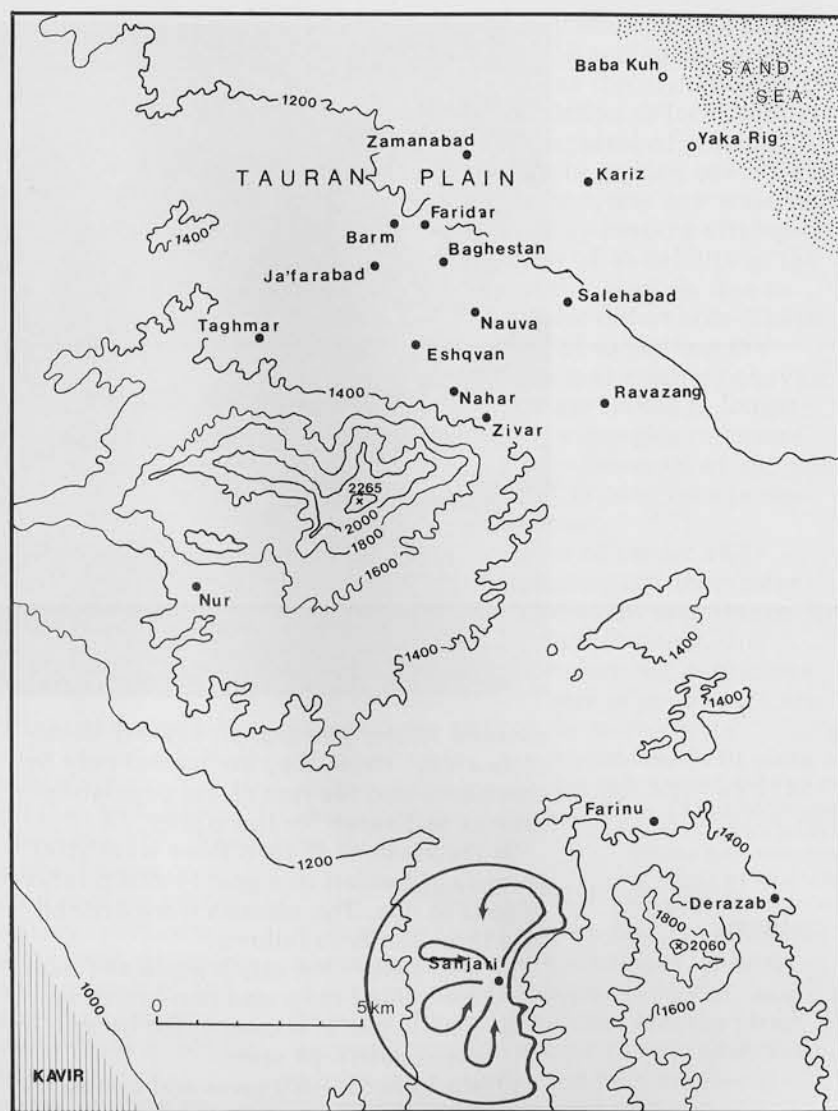 Baba Kuh
SAND
SEA
1200
Zamanabad
Yaka Rig
TAURAN PLAIN
Kariz
1400
Faridar
Barm
Baghestan
Ja'farabad
Salehabad
Taghmar
Nauva
Eshqvan
1400
Nahar
Ravazang
Zivar
2265
2000
1800
1600
Nur
1400
1400
1400
Farinu
1400
1200
Derazab
1800
2060
Sanjari
1000
0
5km
1600
KAVIR